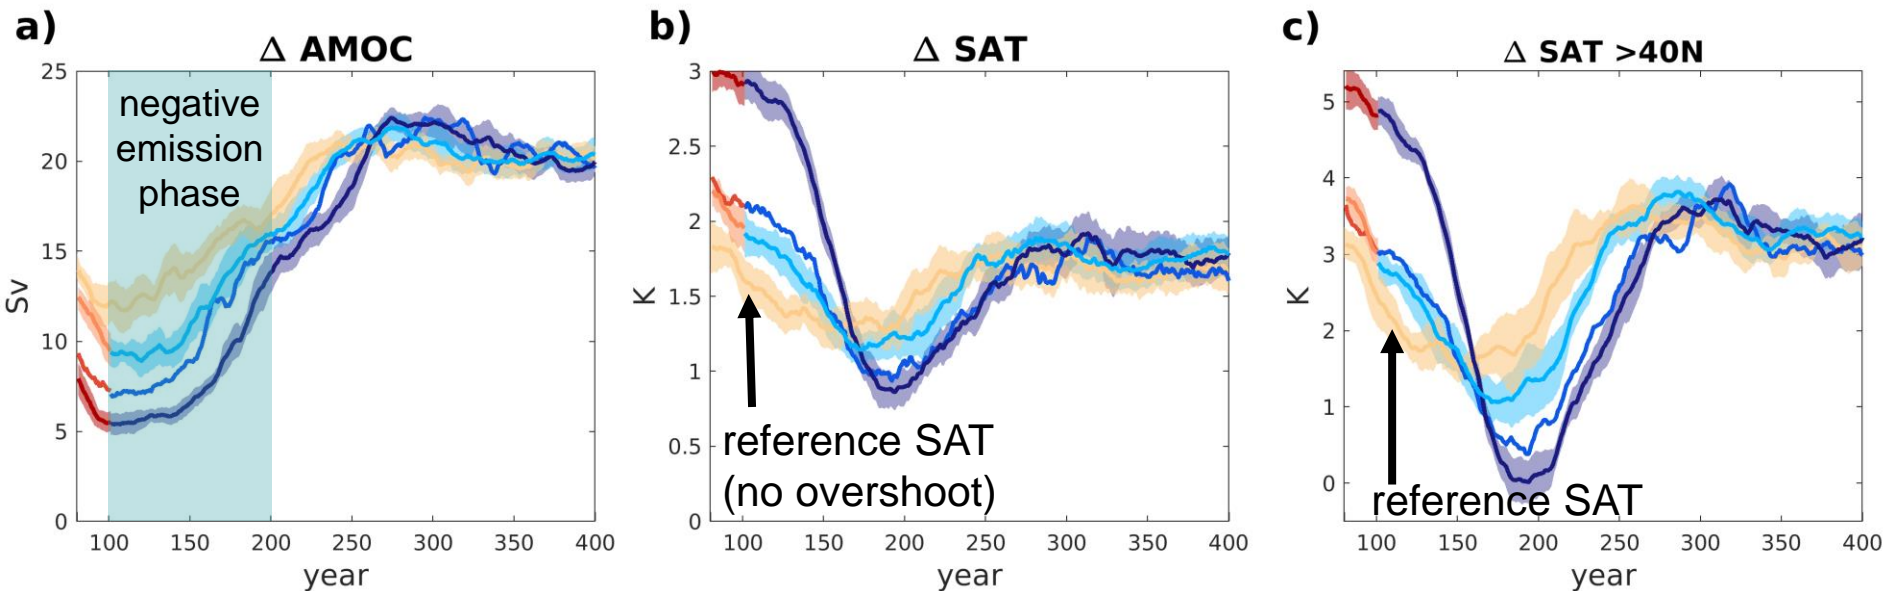 a)
Δ AMOC
25
20
15
10
5
0
Sv
negative
emission
phase
100 150 200 250 300 350 400
year
b)
Δ SAT
3
2.5
2
1.5
1
0.5
0
K
reference SAT
(no overshoot)
100 150 200 250 300 350 400
year
c)
Δ SAT >40N
5
4
3
2
1
0
K
reference SAT
100 150 200 250 300 350 400
year